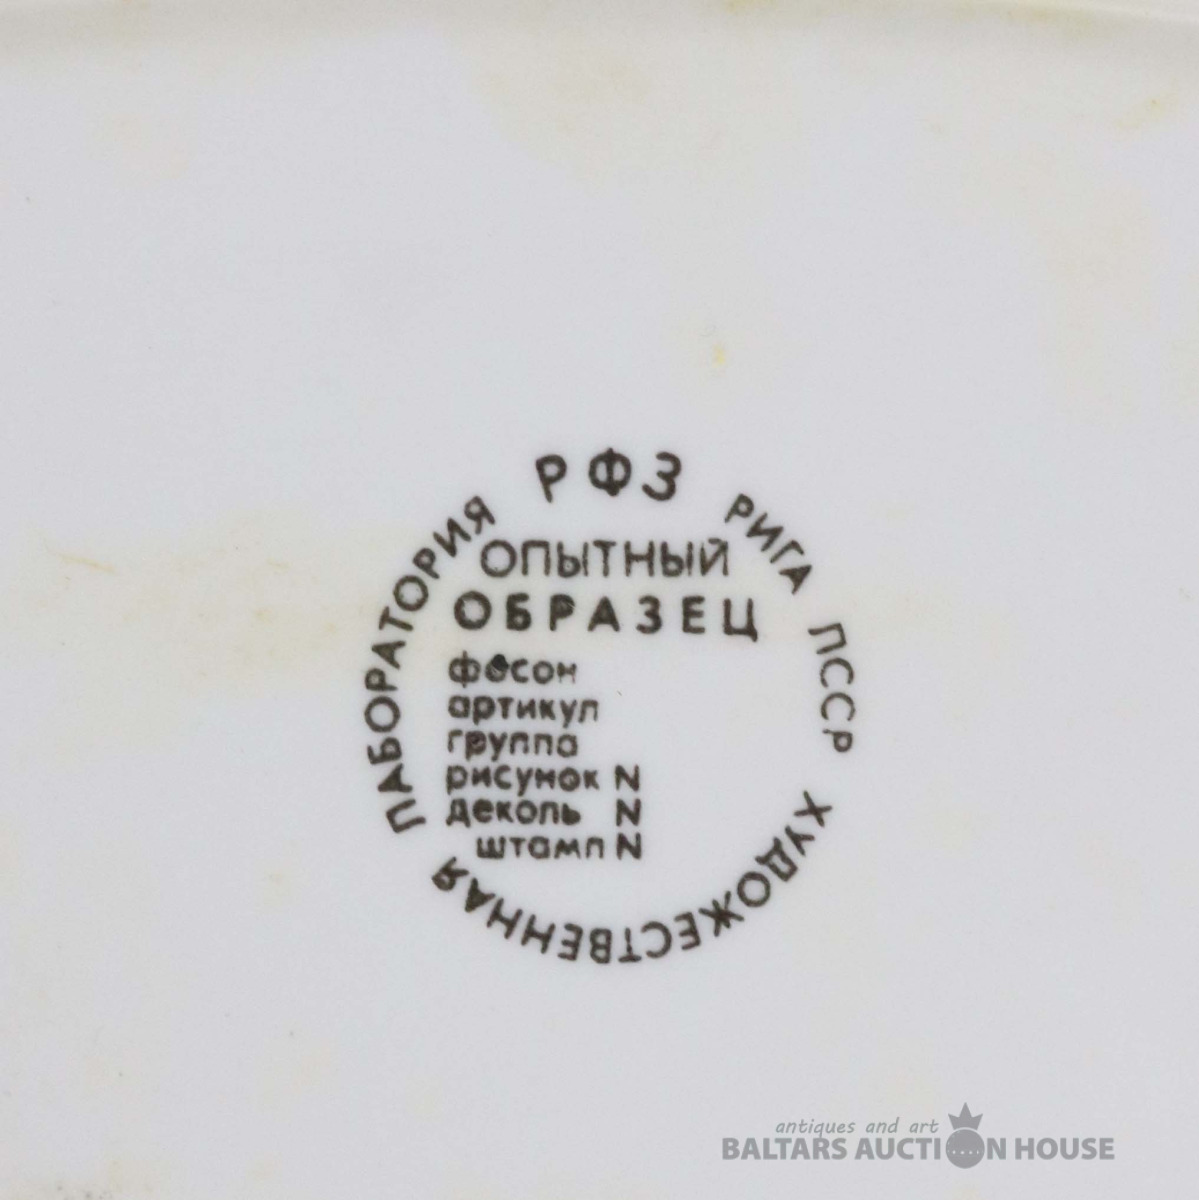 РФЗ РИГА ЛССР ХУДОЖЕСТВЕННАЯ ЛАБОРАТОРИЯ
ОПЫТНЫЙ
ОБРАЗЕЦ
фасон
артикул
группа
рисунок N
деколь N
штамп N
antiques and art
BALTARS AUCTION HOUSE